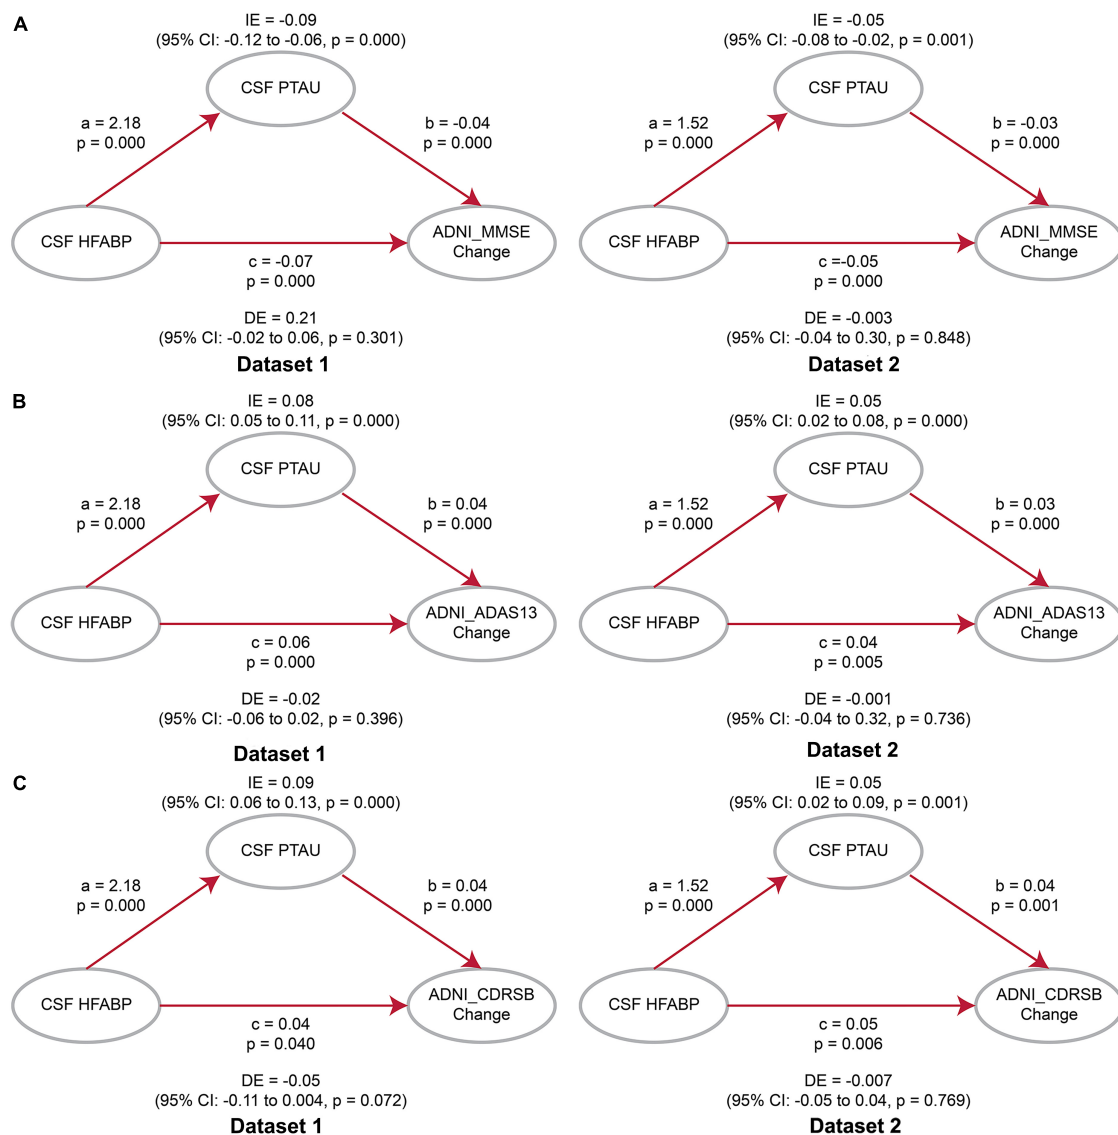 A
IE = -0.09
(95% CI: -0.12 to -0.06, p = 0.000)
CSF PTAU
a = 2.18
p = 0.000
b = -0.04
p = 0.000
CSF HFABP
ADNI_MMSE
Change
c = -0.07
p = 0.000
DE = 0.21
(95% CI: -0.02 to 0.06, p = 0.301)
Dataset 1
IE = -0.05
(95% CI: -0.08 to -0.02, p = 0.001)
CSF PTAU
a = 1.52
p = 0.000
b = -0.03
p = 0.000
CSF HFABP
ADNI_MMSE
Change
c =-0.05
p = 0.000
DE = -0.003
(95% CI: -0.04 to 0.30, p = 0.848)
Dataset 2
B
IE = 0.08
(95% CI: 0.05 to 0.11, p = 0.000)
CSF PTAU
a = 2.18
p = 0.000
b = 0.04
p = 0.000
CSF HFABP
ADNI_ADAS13
Change
c = 0.06
p = 0.000
DE = -0.02
(95% CI: -0.06 to 0.02, p = 0.396)
Dataset 1
IE = 0.05
(95% CI: 0.02 to 0.08, p = 0.000)
CSF PTAU
a = 1.52
p = 0.000
b = 0.03
p = 0.000
CSF HFABP
ADNI_ADAS13
Change
c = 0.04
p = 0.005
DE = -0.001
(95% CI: -0.04 to 0.32, p = 0.736)
Dataset 2
C
IE = 0.09
(95% CI: 0.06 to 0.13, p = 0.000)
CSF PTAU
a = 2.18
p = 0.000
b = 0.04
p = 0.000
CSF HFABP
ADNI_CDRSB
Change
c = 0.04
p = 0.040
DE = -0.05
(95% CI: -0.11 to 0.004, p = 0.072)
Dataset 1
IE = 0.05
(95% CI: 0.02 to 0.09, p = 0.001)
CSF PTAU
a = 1.52
p = 0.000
b = 0.04
p = 0.001
CSF HFABP
ADNI_CDRSB
Change
c = 0.05
p = 0.006
DE = -0.007
(95% CI: -0.05 to 0.04, p = 0.769)
Dataset 2